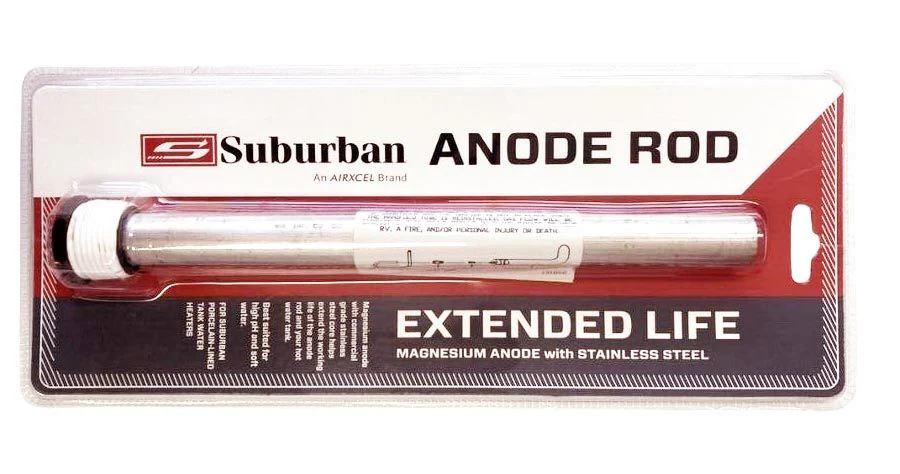 Suburban
An AIRXCEL Brand
ANODE ROD
RV, A FIRE, AND/OR PERSONAL INJURY OR DEATH.
EXTENDED LIFE
MAGNESIUM ANODE with STAINLESS STEEL
Magnesium anode
with commercial
grade stainless
steel core helps
extend the working
life of the anode
rod and your hot
water tank.
Best suited for
high pH and soft
water.
FOR SUBURBAN
PORCELAIN-LINED
TANK WATER
HEATERS